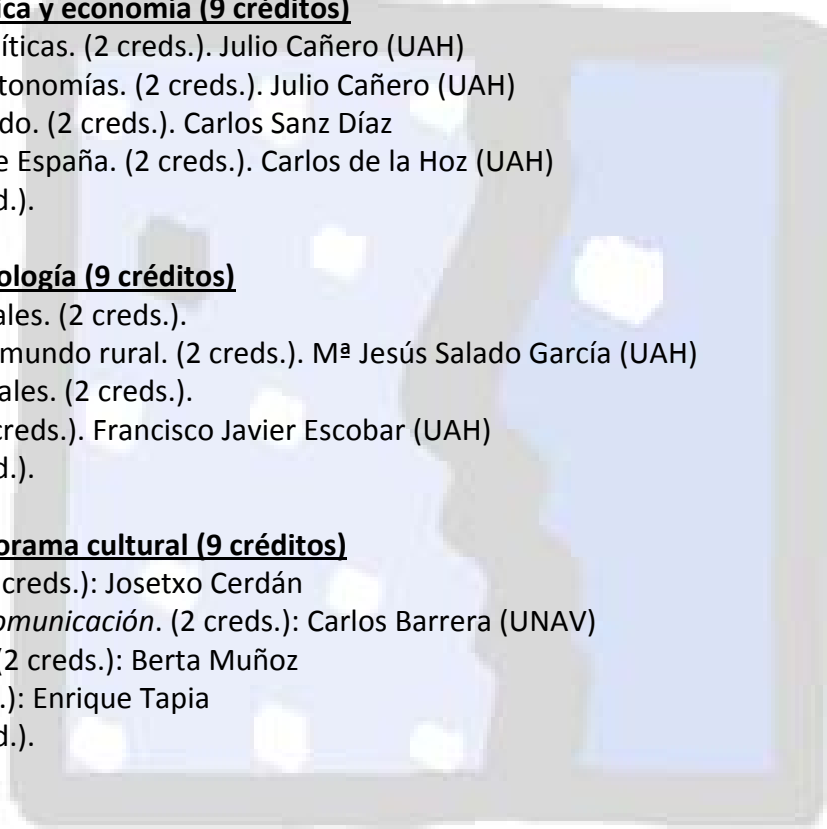 ica y economía (9 créditos)
íticas. (2 creds.). Julio Cañero (UAH)
tonomías. (2 creds.). Julio Cañero (UAH)
do. (2 creds.). Carlos Sanz Díaz
e España. (2 creds.). Carlos de la Hoz (UAH)
d.).
ología (9 créditos)
ales. (2 creds.).
mundo rural. (2 creds.). Mª Jesús Salado García (UAH)
ales. (2 creds.).
creds.). Francisco Javier Escobar (UAH)
d.).
orama cultural (9 créditos)
creds.): Josetxo Cerdán
omunicación. (2 creds.): Carlos Barrera (UNAV)
(2 creds.): Berta Muñoz
.): Enrique Tapia
d.).